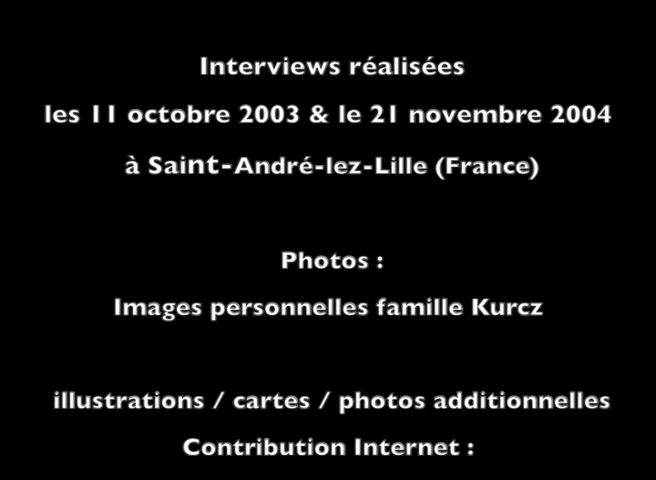 Interviews réalisées
les 11 octobre 2003 & le 21 novembre 2004
à Saint-André-lez-Lille (France)
Photos :
Images personnelles famille Kurcz
illustrations / cartes / photos additionnelles
Contribution Internet :